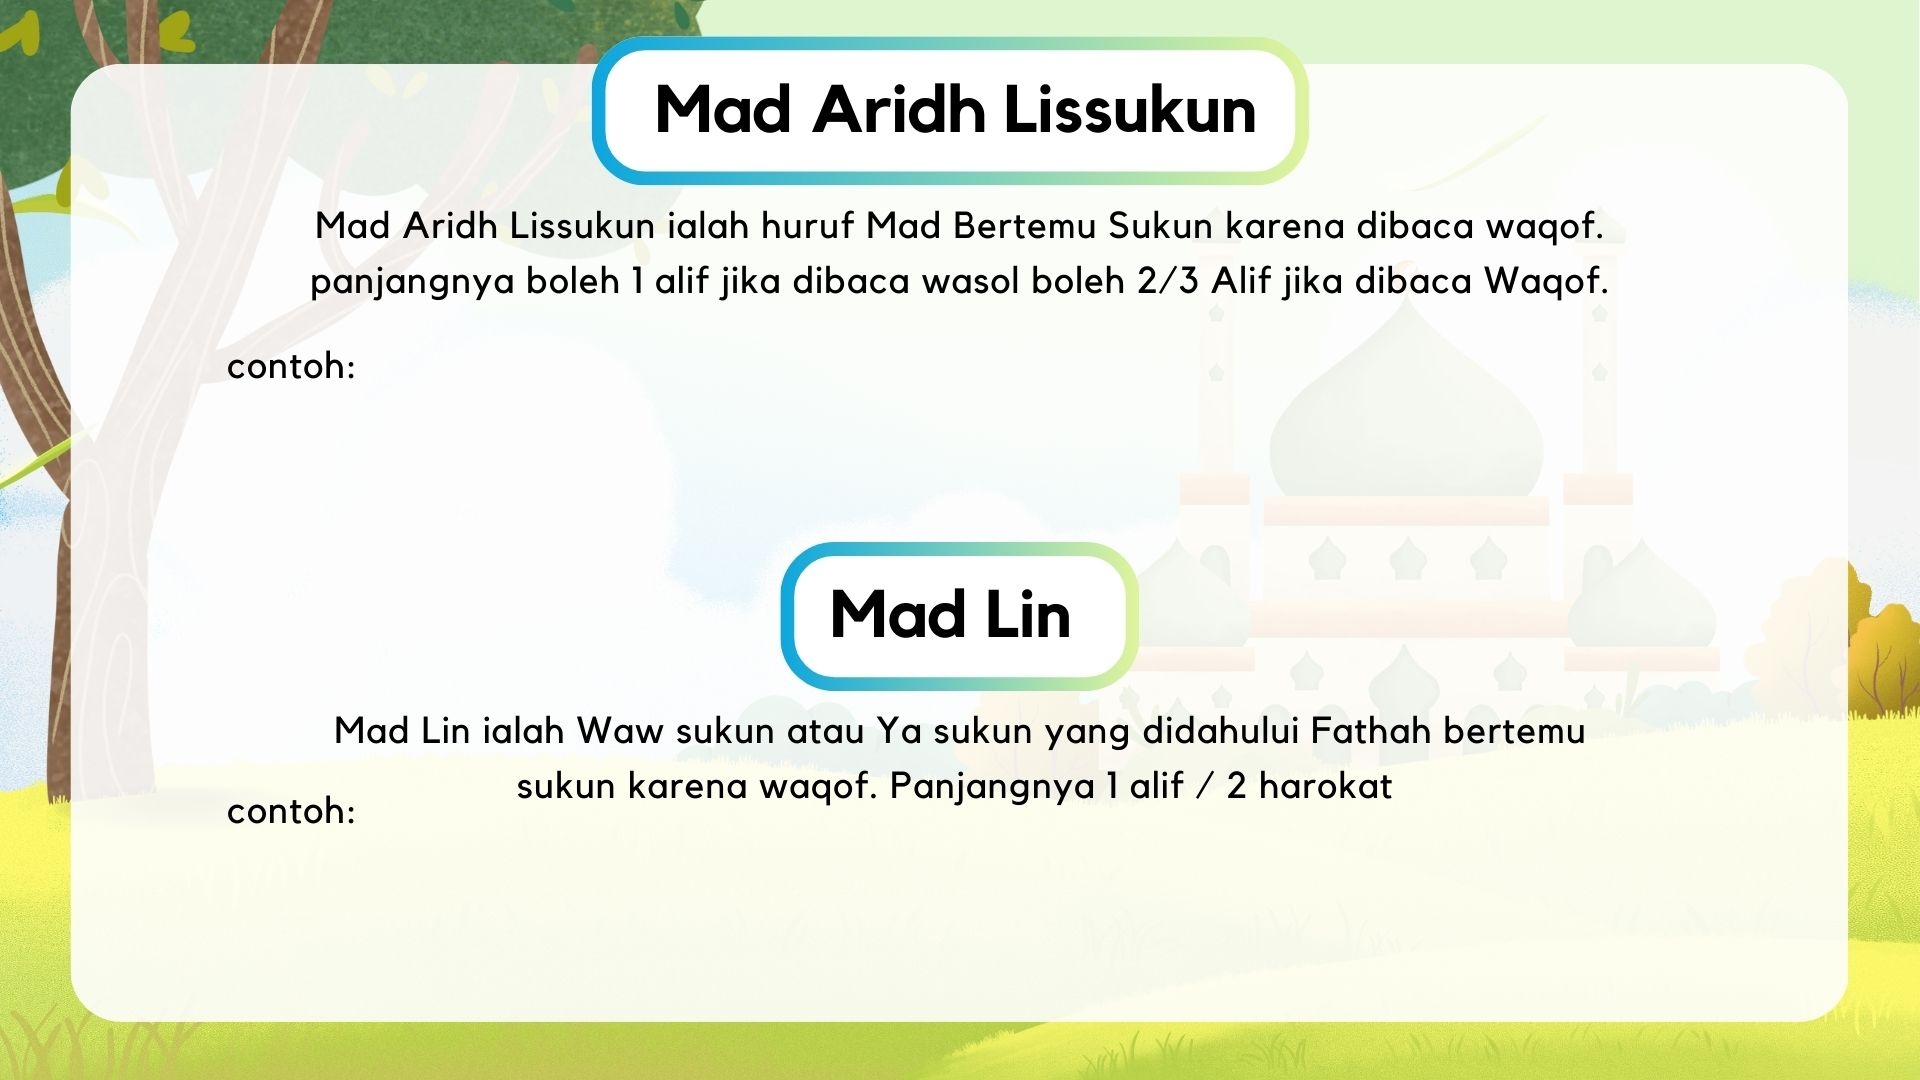 Mad Aridh Lissukun
Mad Aridh Lissukun ialah huruf Mad Bertemu Sukun karena dibaca waqof.
panjangnya boleh 1 alif jika dibaca wasol boleh 2/3 Alif jika dibaca Waqof.
contoh:
Mad Lin
Mad Lin ialah Waw sukun atau Ya sukun yang didahului Fathah bertemu
sukun karena waqof. Panjangnya 1 alif / 2 harokat
contoh: